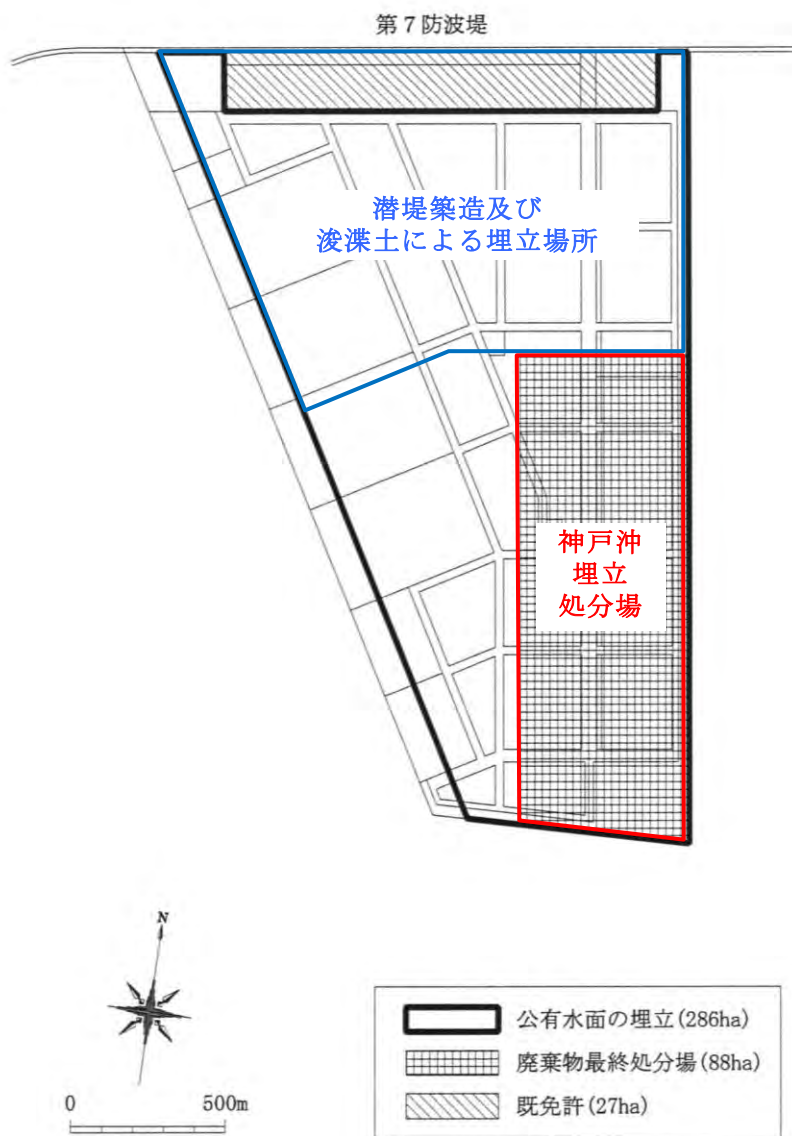 第7防波堤
潜堤築造及び
浚渫土による埋立場所
神戸沖
埋立
処分場
N
0 500m
公有水面の埋立(286ha)
廃棄物最終処分場(88ha)
既免許(27ha)